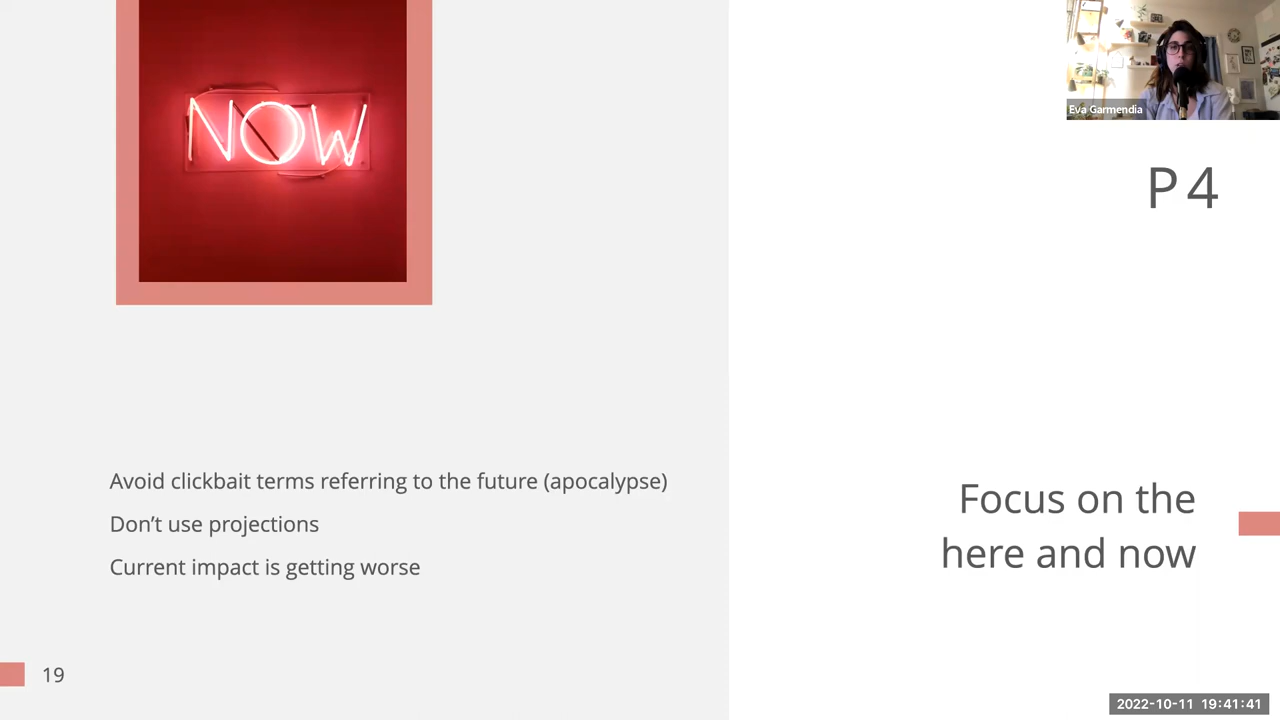 NOW
Avoid clickbait terms referring to the future (apocalypse)
Don’t use projections
Current impact is getting worse
19
Eva Garmendia
P4
Focus on the
here and now
2022-10-11 19:41:41